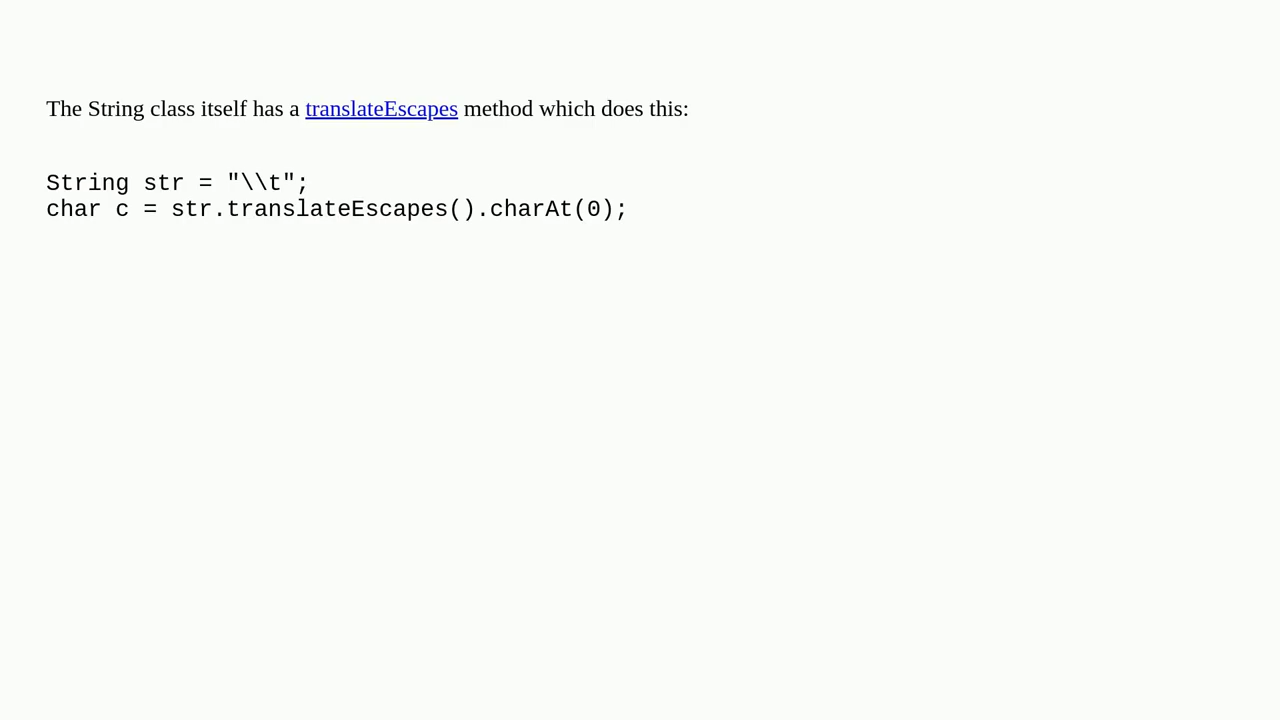 The String class itself has a translateEscapes method which does this:
String str = "\\t";
char c = str.translateEscapes().charAt(0);